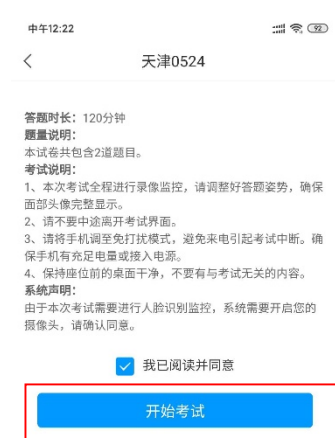 中午12:22
92
天津0524
答题时长：120分钟
题量说明：
本试卷共包含2道题目。
考试说明：
1、本次考试全程进行录像监控，请调整好答题姿势，确保
面部头像完整显示。
2、请不要中途离开考试界面。
3、请将手机调至免打扰模式，避免来电引起考试中断。确
保手机有充足电量或接入电源。
4、保持座位前的桌面干净，不要有与考试无关的内容。
系统声明：
由于本次考试需要进行人脸识别监控，系统需要开启您的
摄像头，请确认同意。
我已阅读并同意
开始考试